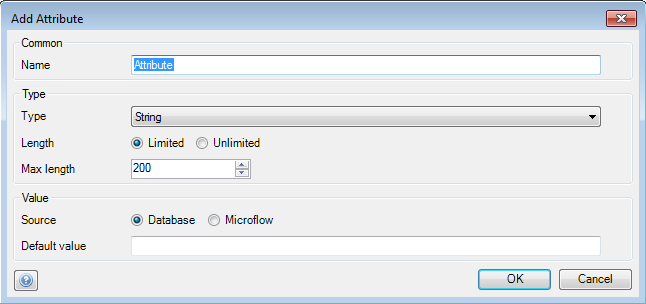 Add Attribute
Common
Name Attribute
Type
Type String
Length Limited Unlimited
Max length 200
Value
Source Database Microflow
Default value
? OK Cancel